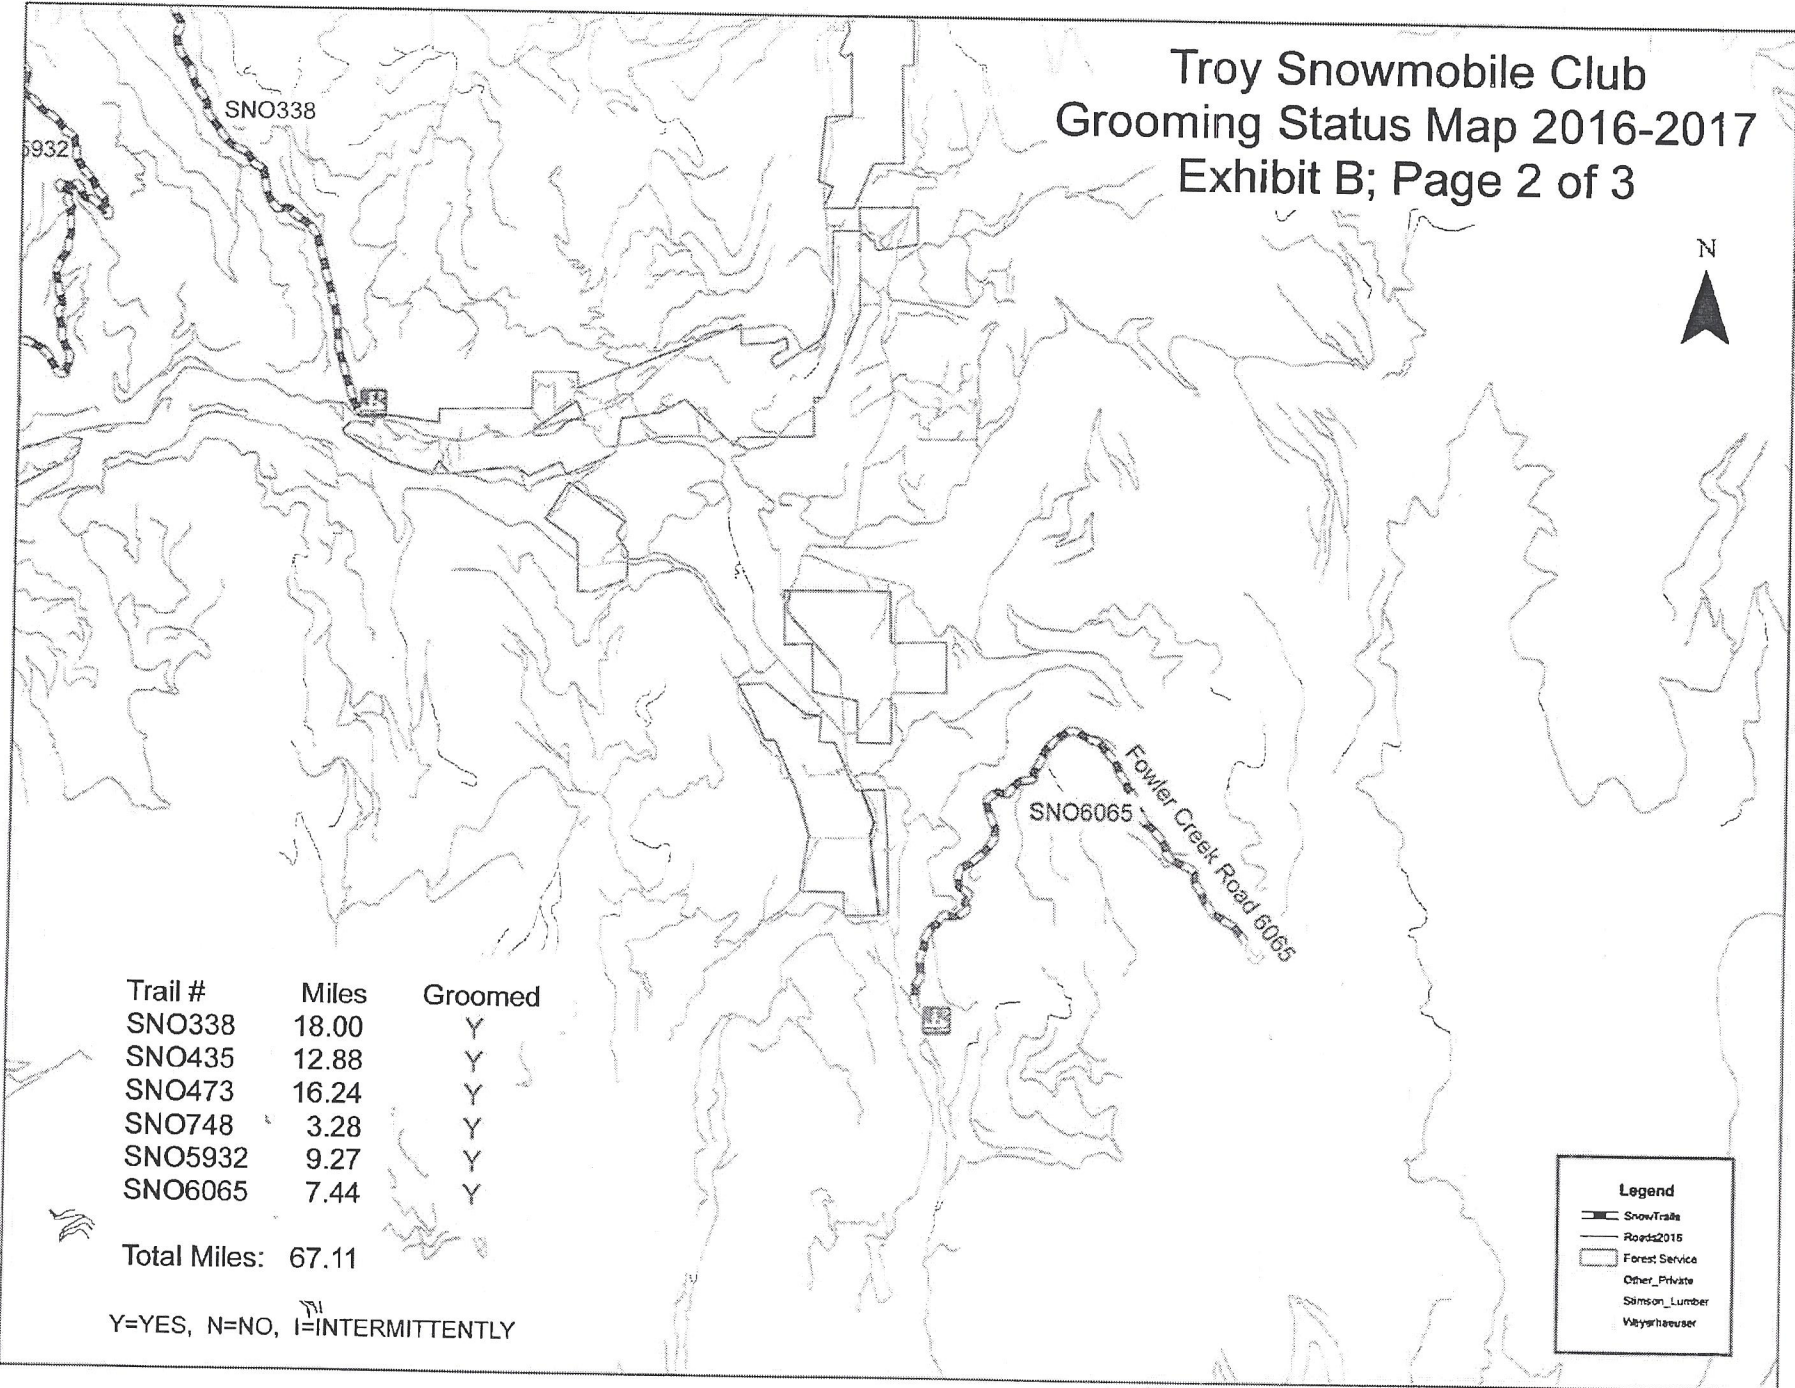 Troy Snowmobile Club
Grooming Status Map 2016-2017
Exhibit B; Page 2 of 3
N
SNO338
5932
Fowler Creek Road 6065
SNO6065
Trail # Miles Groomed
SNO338 18.00 Y
SNO435 12.88 Y
SNO473 16.24 Y
SNO748 3.28 Y
SNO5932 9.27 Y
SNO6065 7.44 Y
Total Miles: 67.11
Y=YES, N=NO, I=INTERMITTENTLY
Legend
SnowTrails
Roads2015
Forest Service
Other_Private
Stimson_Lumber
Weyerhaeuser